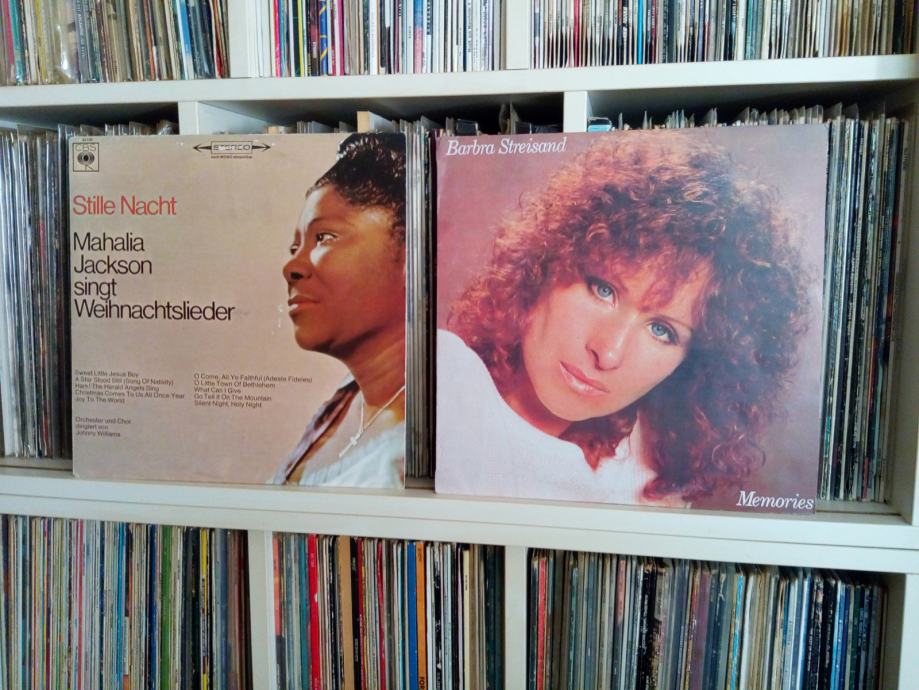 CBS
STEREO
Stille Nacht
Mahalia
Jackson
singt
Weihnachtslieder
Sweet Little Jesus Boy
A Star Stood Still (Song Of Nativity)
Hark! The Herald Angels Sing
Christmas Comes To Us All Once Year
Joy To The World
O Come, All Ye Faithful (Adeste Fideles)
O Little Town Of Bethlehem
What Can I Give
Go Tell It On The Mountain
Silent Night, Holy Night
Orchester und Chor
dirigiert von
Johnny Williams
Barbra Streisand
Memories